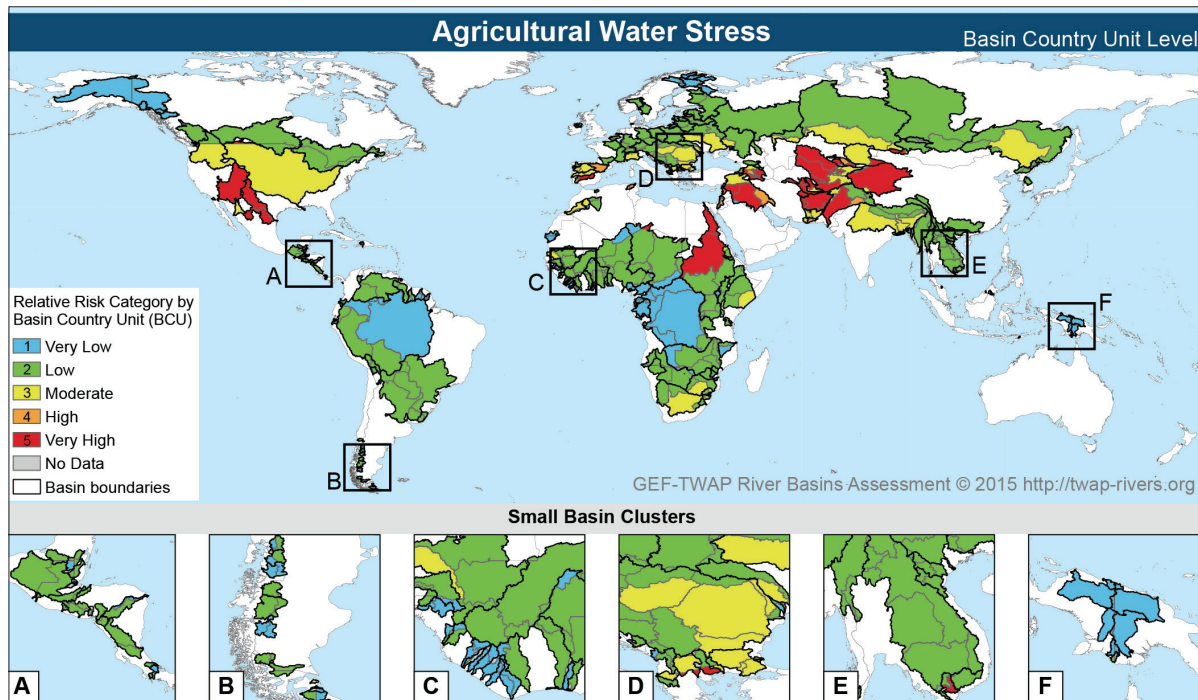 Agricultural Water Stress
Basin Country Unit Level
A
B
C
D
E
F
Relative Risk Category by
Basin Country Unit (BCU)
1 Very Low
2 Low
3 Moderate
4 High
5 Very High
No Data
Basin boundaries
GEF-TWAP River Basins Assessment © 2015 http://twap-rivers.org
Small Basin Clusters
A
B
C
D
E
F